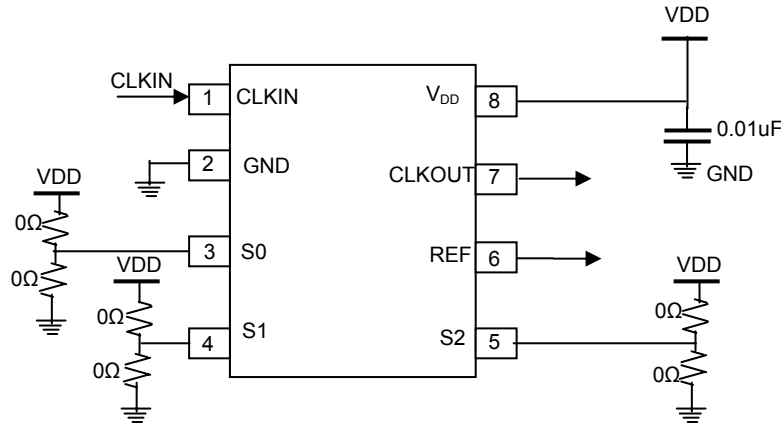 VDD
CLKIN
1 CLKIN
V_DD 8
0.01uF
2 GND
CLKOUT 7
GND
VDD
0Ω
3 S0
REF 6
0Ω
VDD
VDD
0Ω
0Ω
4 S1
S2 5
0Ω
0Ω